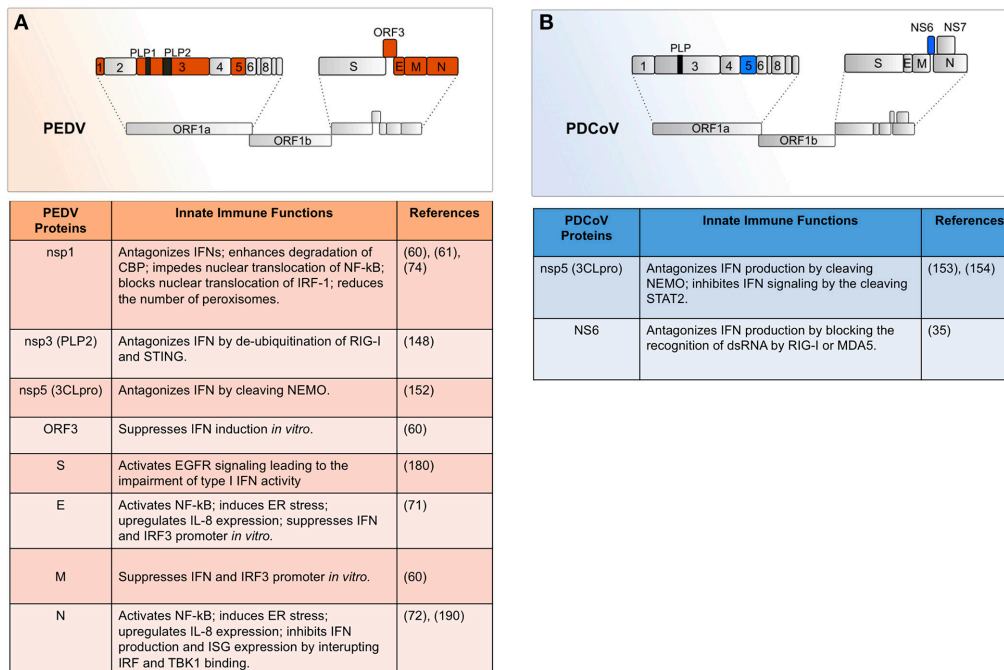 A
ORF3
PLP1
PLP2
1
2
3
4
5
6
8
S
E
M
N
PEDV
ORF1a
ORF1b
PEDV Proteins
Innate Immune Functions
References
nsp1
Antagonizes IFNs; enhances degradation of
CBP; impedes nuclear translocation of NF-kB;
blocks nuclear translocation of IRF-1; reduces
the number of peroxisomes.
(60), (61),
(74)
nsp3 (PLP2)
Antagonizes IFN by de-ubiquitination of RIG-I
and STING.
(148)
nsp5 (3CLpro)
Antagonizes IFN by cleaving NEMO.
(152)
ORF3
Suppresses IFN induction in vitro.
(60)
S
Activates EGFR signaling leading to the
impairment of type I IFN activity
(180)
E
Activates NF-kB; induces ER stress;
upregulates IL-8 expression; suppresses IFN
and IRF3 promoter in vitro.
(71)
M
Suppresses IFN and IRF3 promoter in vitro.
(60)
N
Activates NF-kB; induces ER stress;
upregulates IL-8 expression; inhibits IFN
production and ISG expression by interupting
IRF and TBK1 binding.
(72), (190)
B
NS6
NS7
PLP
1
3
4
5
6
8
S
E
M
N
PDCoV
ORF1a
ORF1b
PDCoV
Proteins
Innate Immune Functions
References
nsp5 (3CLpro)
Antagonizes IFN production by cleaving
NEMO; inhibites IFN signaling by the cleaving
STAT2.
(153), (154)
NS6
Antagonizes IFN production by blocking the
recognition of dsRNA by RIG-I or MDA5.
(35)